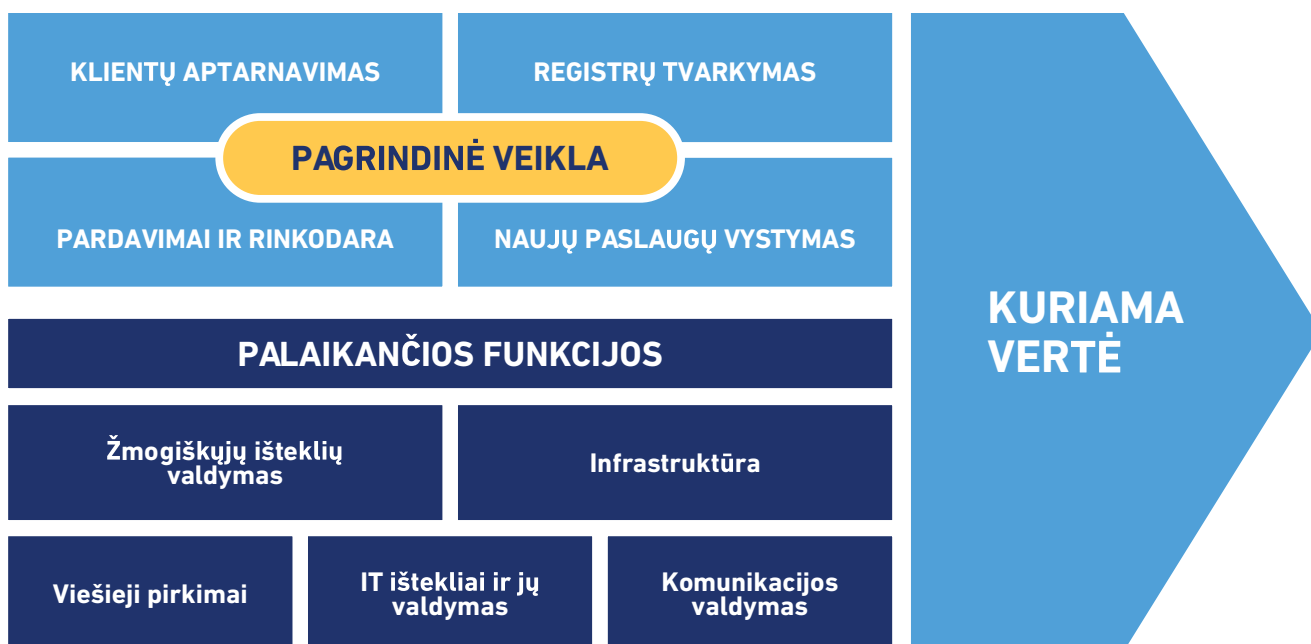 KLIENTŲ APTARNAVIMAS
REGISTRŲ TVARKYMAS
PAGRINDINĖ VEIKLA
PARDAVIMAI IR RINKODARA
NAUJŲ PASLAUGŲ VYSTYMAS
PALAIKANČIOS FUNKCIJOS
Žmogiškųjų išteklių
valdymas
Infrastruktūra
Viešieji pirkimai
IT ištekliai ir jų
valdymas
Komunikacijos
valdymas
KURIAMA
VERTĖ